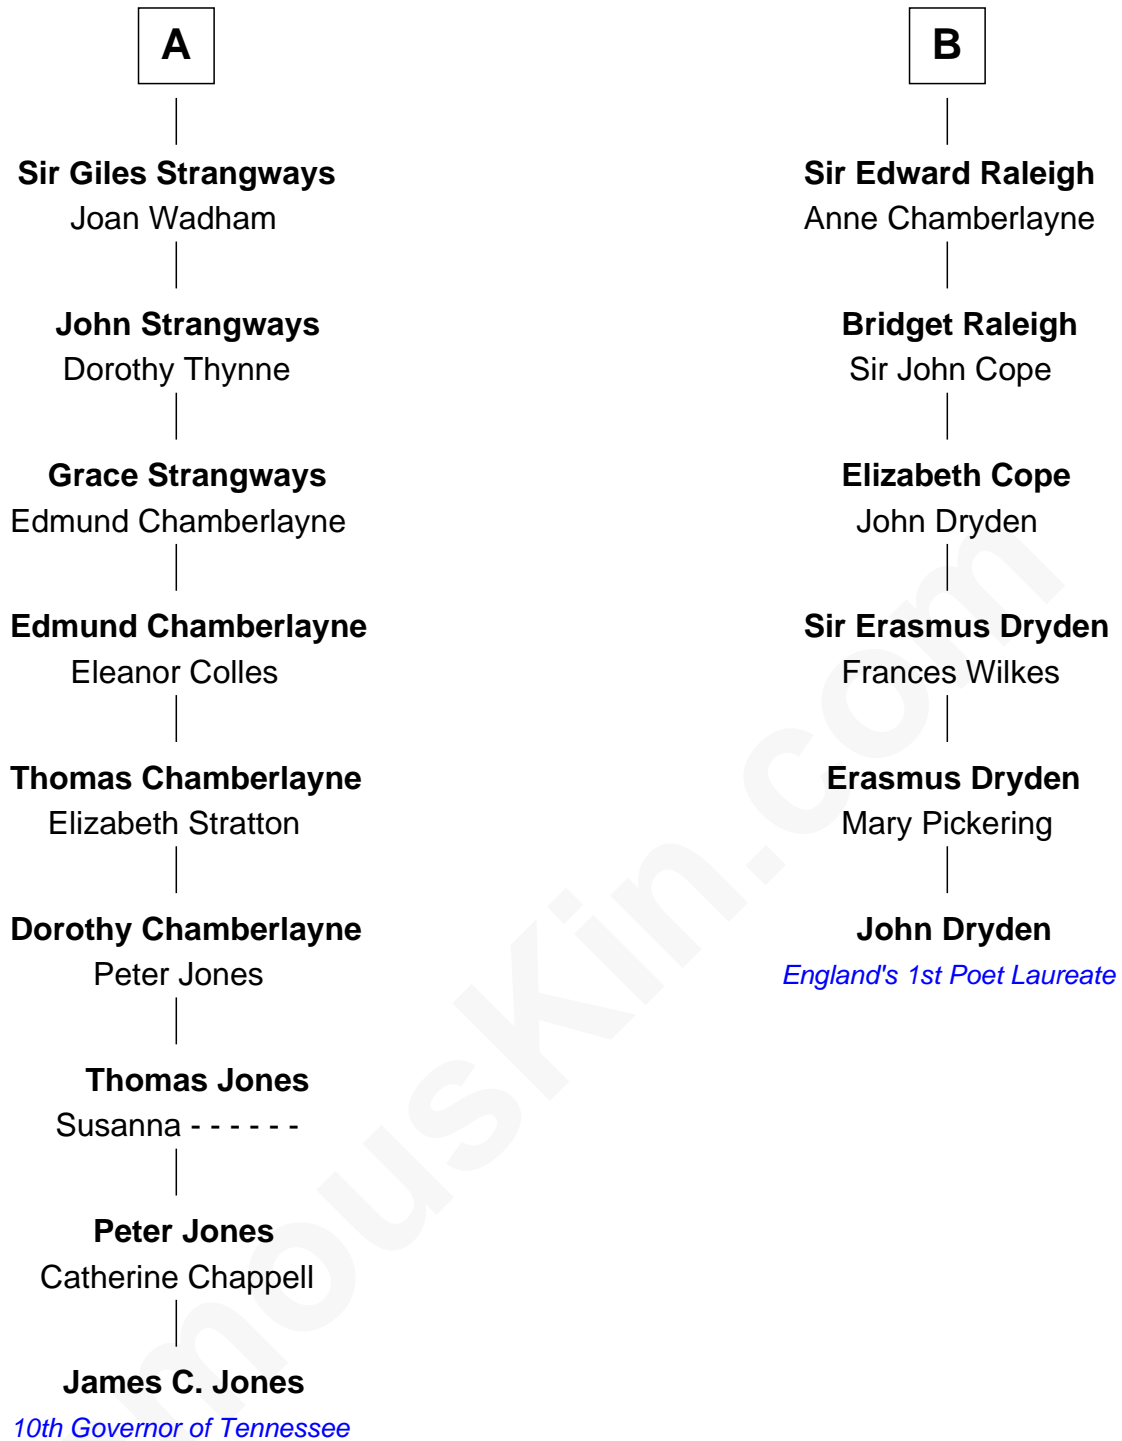 A
Sir Giles Strangways
Joan Wadham
John Strangways
Dorothy Thynne
Grace Strangways
Edmund Chamberlayne
Edmund Chamberlayne
Eleanor Colles
Thomas Chamberlayne
Elizabeth Stratton
Dorothy Chamberlayne
Peter Jones
Thomas Jones
Susanna - - - - - -
Peter Jones
Catherine Chappell
James C. Jones
10th Governor of Tennessee
B
Sir Edward Raleigh
Anne Chamberlayne
Bridget Raleigh
Sir John Cope
Elizabeth Cope
John Dryden
Sir Erasmus Dryden
Frances Wilkes
Erasmus Dryden
Mary Pickering
John Dryden
England's 1st Poet Laureate
mousKin.com